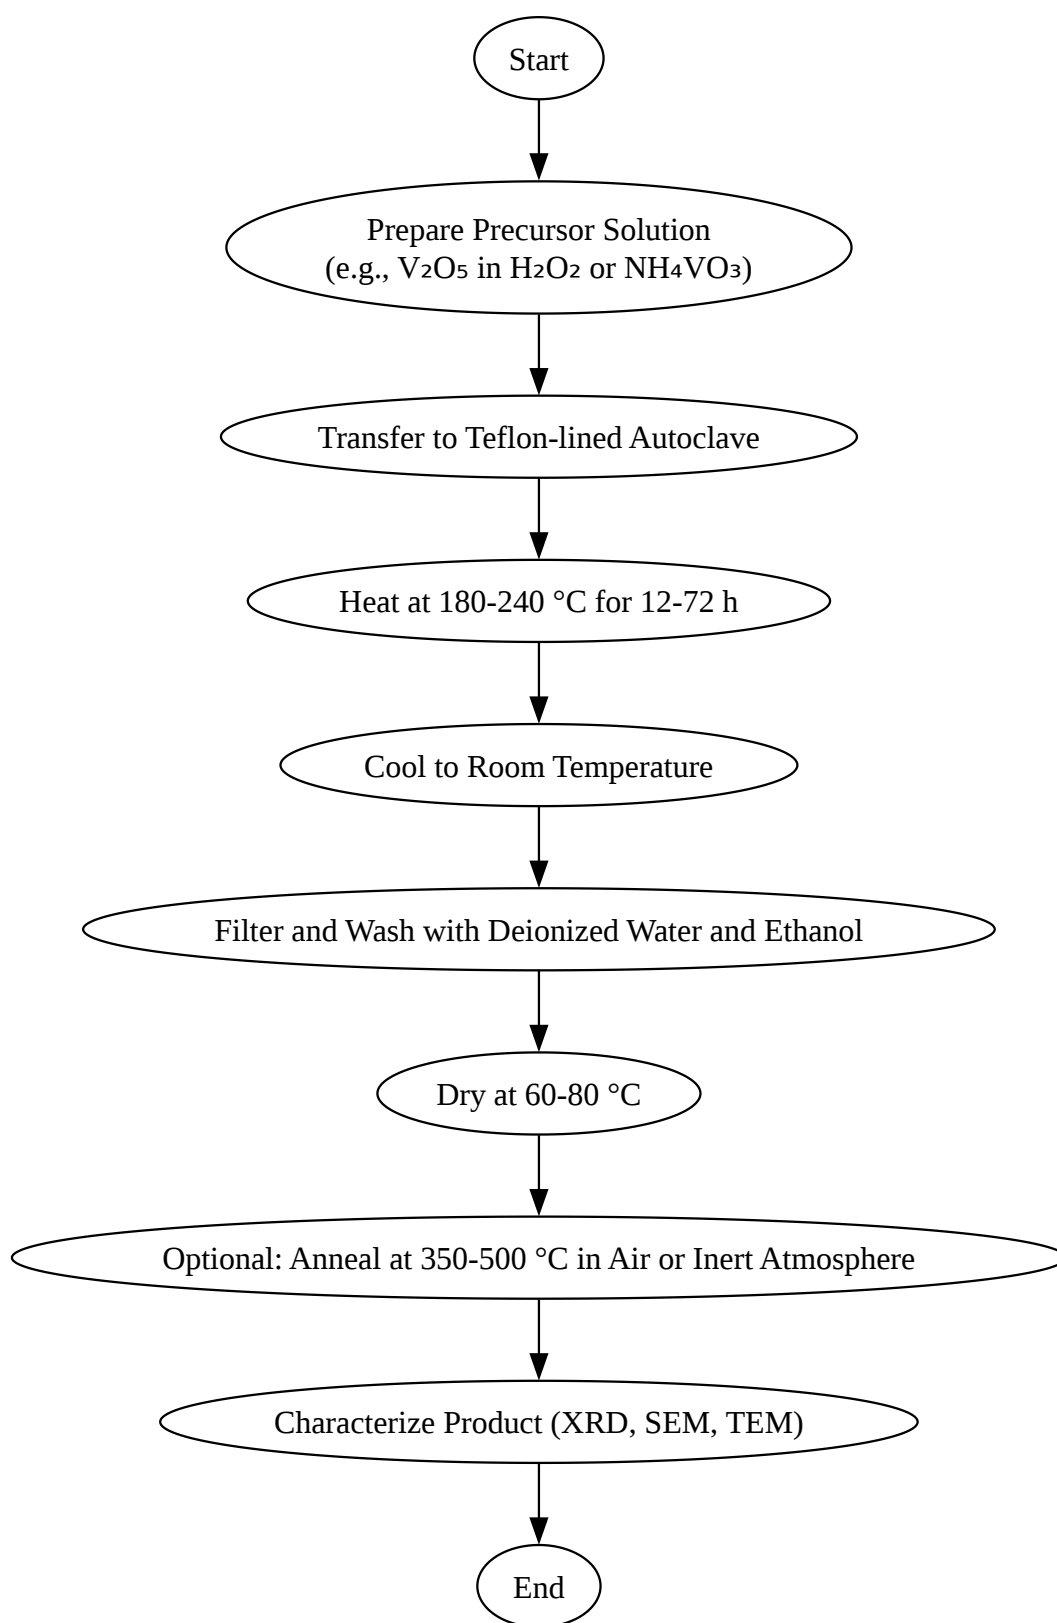 Start
Prepare Precursor Solution
(e.g., V₂O₅ in H₂O₂ or NH₄VO₃)
Transfer to Teflon-lined Autoclave
Heat at 180-240 °C for 12-72 h
Cool to Room Temperature
Filter and Wash with Deionized Water and Ethanol
Dry at 60-80 °C
Optional: Anneal at 350-500 °C in Air or Inert Atmosphere
Characterize Product (XRD, SEM, TEM)
End